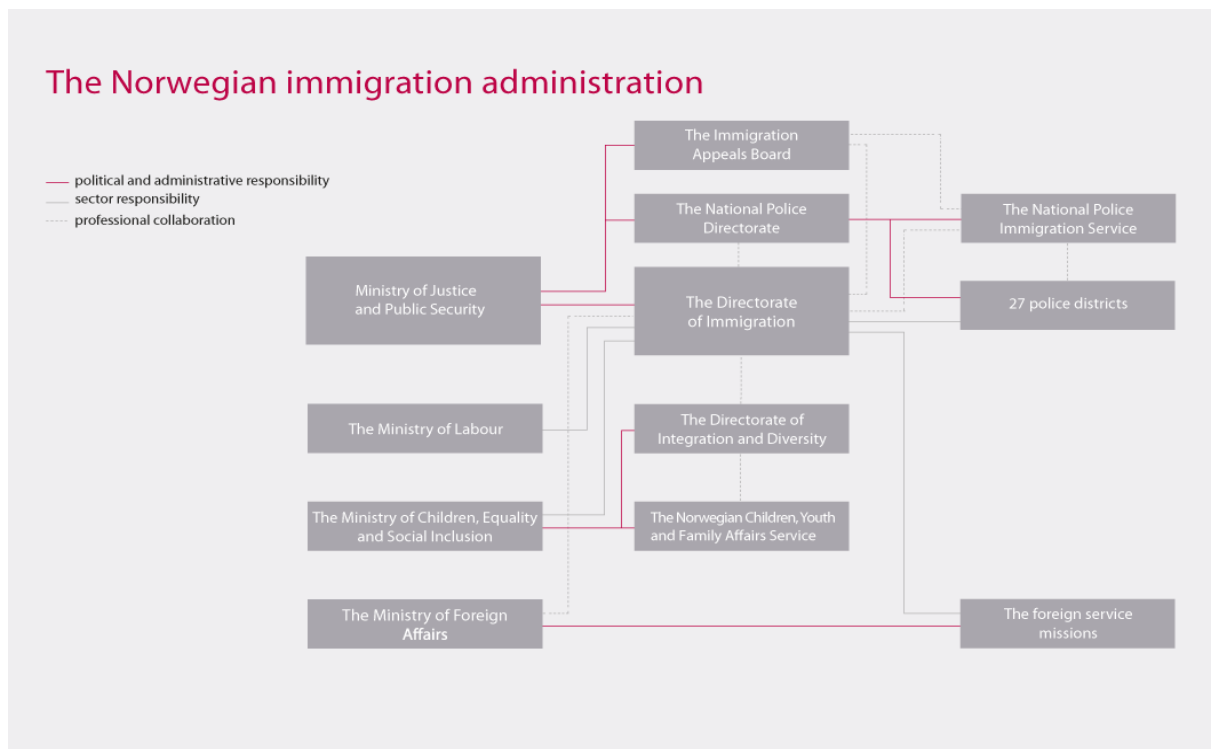 The Norwegian immigration administration
political and administrative responsibility
sector responsibility
professional collaboration
The Immigration
Appeals Board
The National Police
Directorate
The National Police
Immigration Service
Ministry of Justice
and Public Security
The Directorate
of Immigration
27 police districts
The Ministry of Labour
The Directorate of
Integration and Diversity
The Ministry of Children, Equality
and Social Inclusion
The Norwegian Children, Youth
and Family Affairs Service
The Ministry of Foreign
Affairs
The foreign service
missions